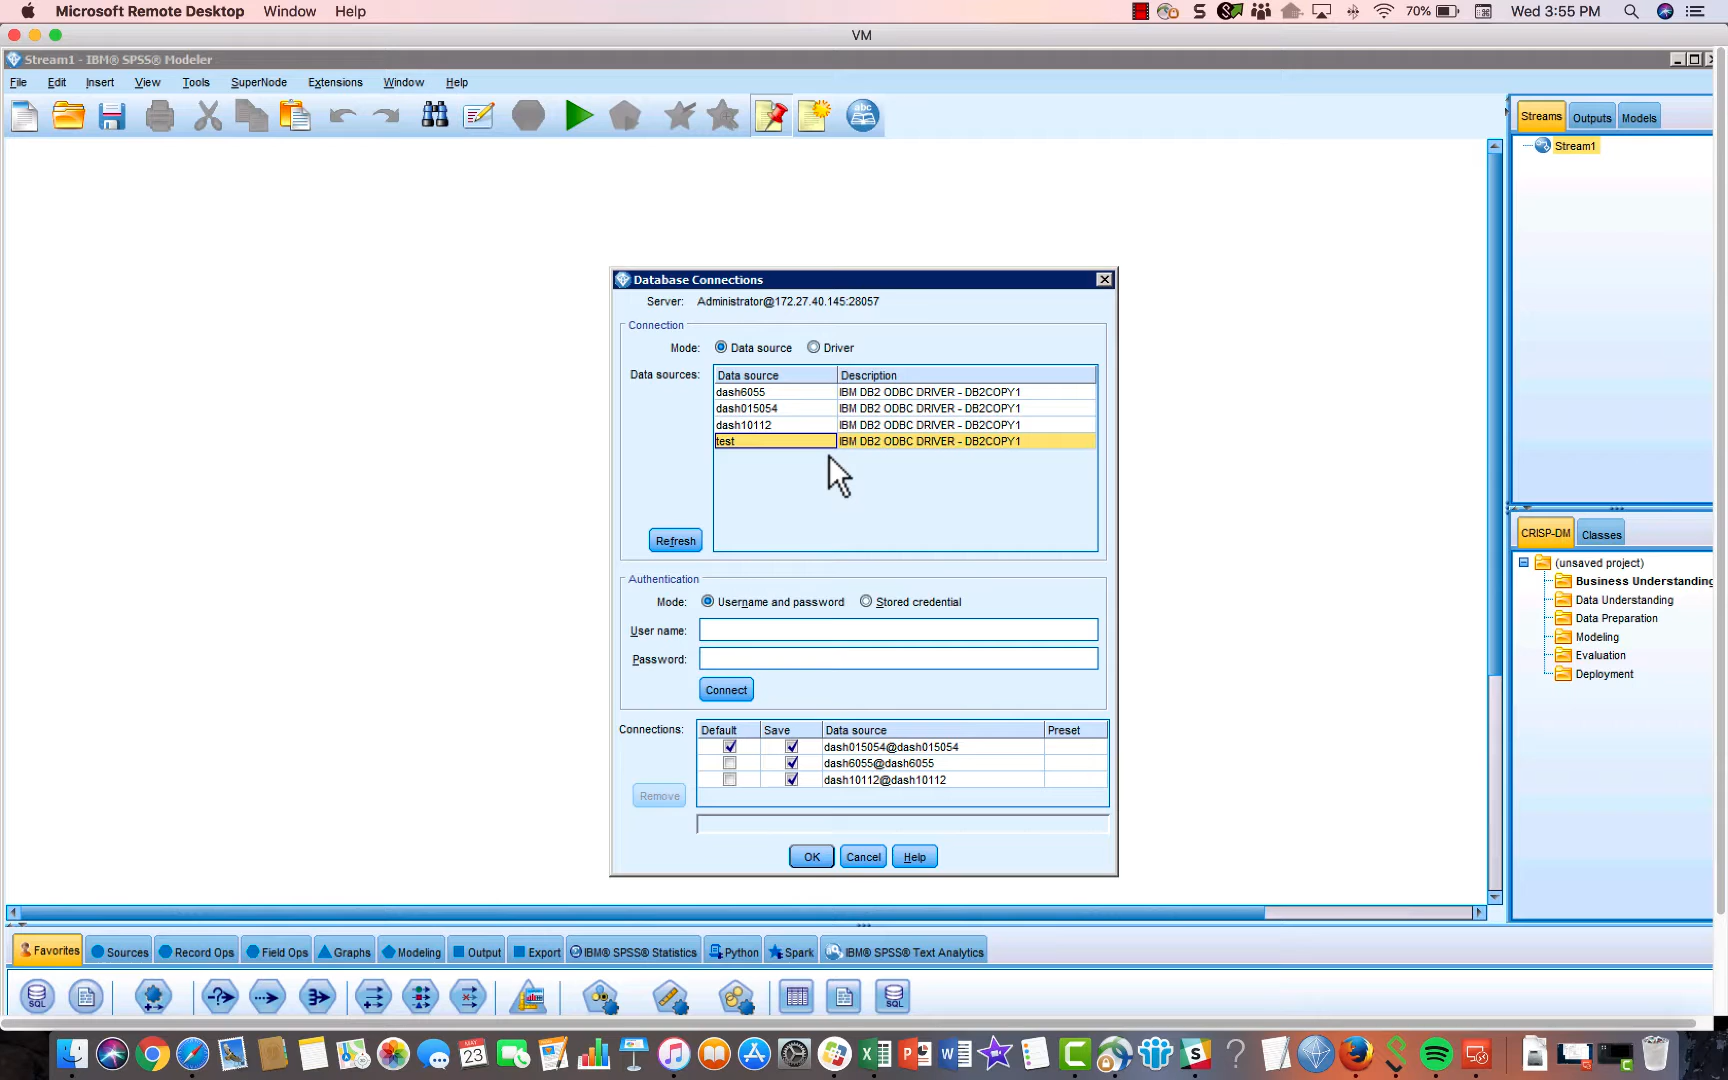 Microsoft Remote Desktop Window Help 70% Wed 3:55 PM
VM
Stream1 - IBM® SPSS® Modeler
File Edit Insert View Tools SuperNode Extensions Window Help
abc
Streams Outputs Models
Stream1
Database Connections
Server: Administrator@172.27.40.145:28057
Connection
Mode: Data source Driver
Data sources: Data source Description
dash6055 IBM DB2 ODBC DRIVER - DB2COPY1
dash015054 IBM DB2 ODBC DRIVER - DB2COPY1
dash10112 IBM DB2 ODBC DRIVER - DB2COPY1
test IBM DB2 ODBC DRIVER - DB2COPY1
Refresh
Authentication
Mode: Username and password Stored credential
User name:
Password:
Connect
Connections: Default Save Data source Preset
dash015054@dash015054
dash6055@dash6055
dash10112@dash10112
Remove
OK Cancel Help
CRISP-DM Classes
(unsaved project)
Business Understanding
Data Understanding
Data Preparation
Modeling
Evaluation
Deployment
Favorites Sources Record Ops Field Ops Graphs Modeling Output Export IBM® SPSS® Statistics Python Spark IBM® SPSS® Text Analytics
SQL SQL
MAY
23